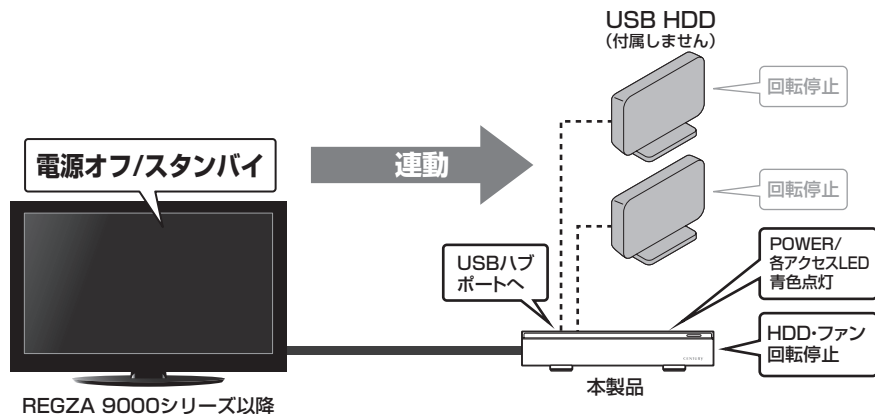 USB HDD
(付属しません)
回転停止
電源オフ/スタンバイ
連動
回転停止
USBハブ
ポートへ
POWER/
各アクセスLED
青色点灯
HDD・ファン
回転停止
CENTURY
本製品
REGZA 9000シリーズ以降